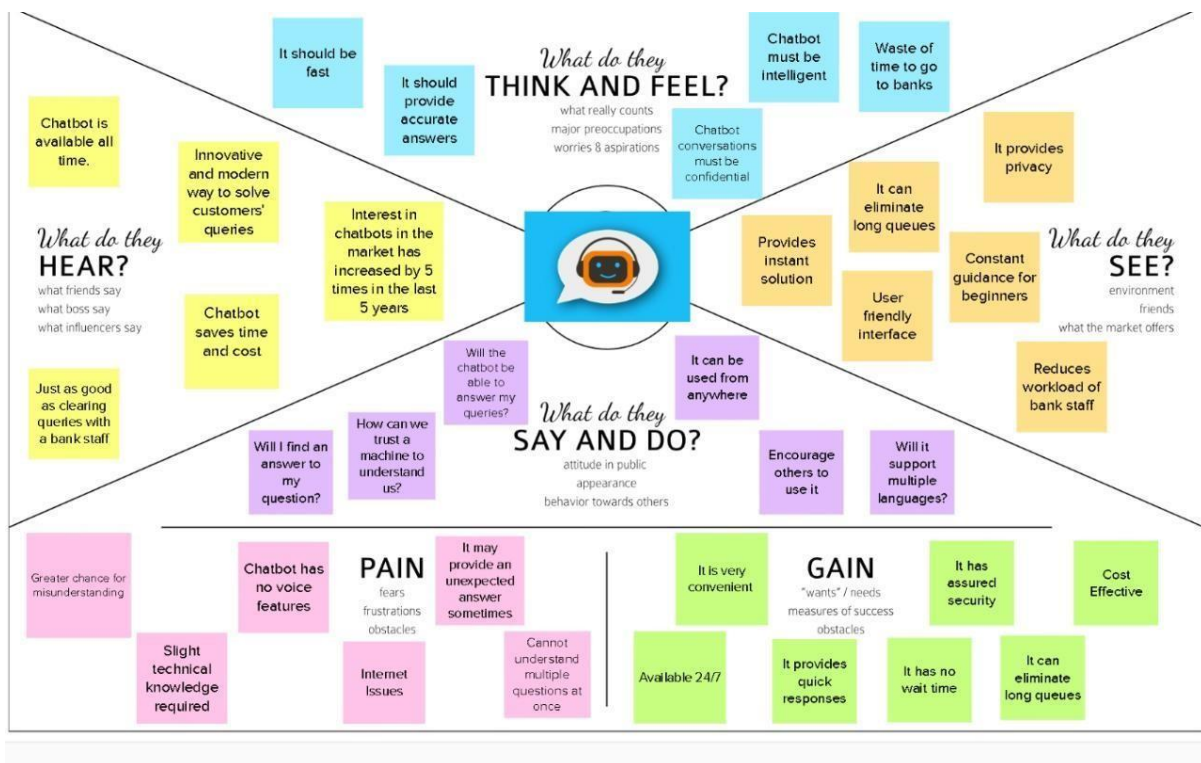 What do they
THINK AND FEEL?
what really counts
major preocupations
worries & aspirations
It should be
fast
It should
provide
accurate
answers
Chatbot
must be
intelligent
Waste of
time to go
to banks
Chatbot
conversations
must be
confidential
What do they
HEAR?
what friends say
what boss say
what influencers say
Chatbot is
available all
time.
Innovative
and modern
way to solve
customers'
queries
Interest in
chatbots in the
market has
increased by 5
times in the last
5 years
Chatbot
saves time
and cost
Just as good
as clearing
queries with
a bank staff
What do they
SEE?
environment
friends
what the market offers
It provides
privacy
It can
eliminate
long queues
Provides
instant
solution
Constant
guidance for
beginners
User
friendly
interface
Reduces
workload of
bank staff
What do they
SAY AND DO?
attitude in public
appearance
behavior towards others
Will the
chatbot be
able to
answer my
queries?
It can be
used from
anywhere
How can we
trust a
machine to
understand
us?
Will I find an
answer to
my
question?
Encourage
others to
use it
Will it
support
multiple
languages?
PAIN
fears
frustrations
obstacles
Greater chance for
misunderstanding
Chatbot has
no voice
features
It may
provide an
unexpected
answer
sometimes
Slight
technical
knowledge
required
Internet
Issues
Cannot
understand
multiple
questions at
once
GAIN
"wants" / needs
measures of success
obstacles
It is very
convenient
It has
assured
security
Cost
Effective
Available 24/7
It provides
quick
responses
It has no
wait time
It can
eliminate
long queues